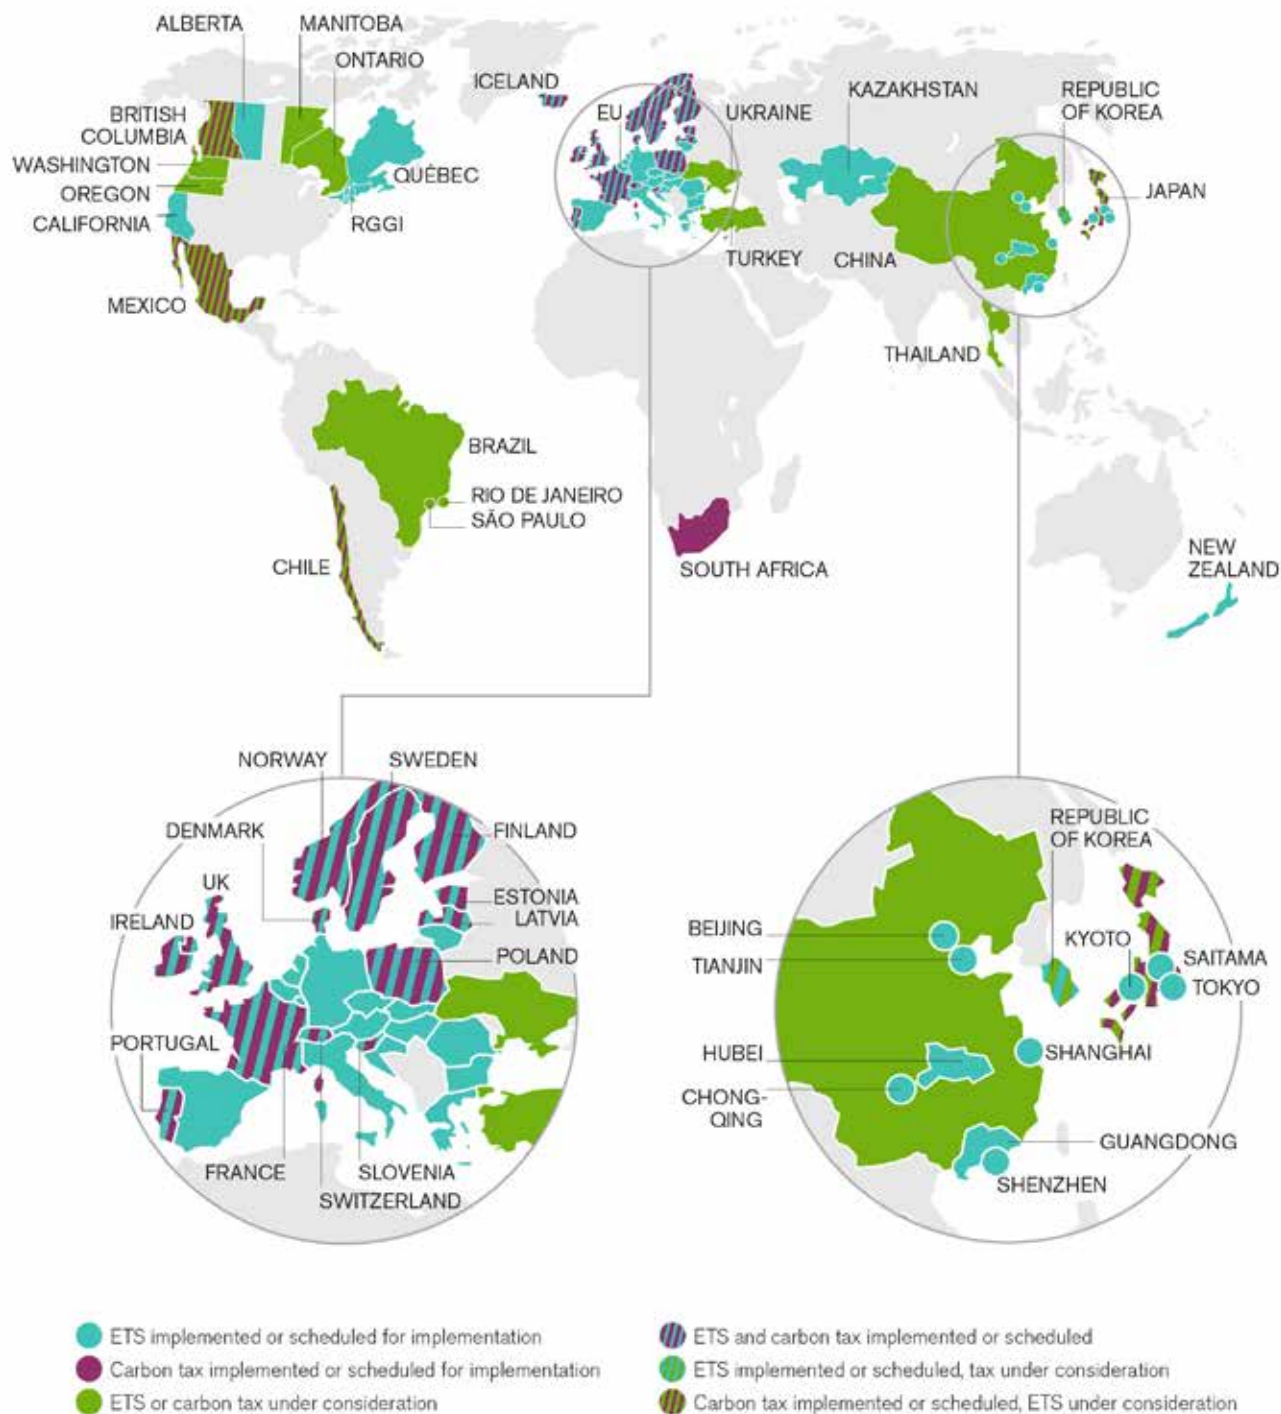 ALBERTA
MANITOBA
ONTARIO
ICELAND
EU
UKRAINE
KAZAKHSTAN
REPUBLIC
OF KOREA
BRITISH
COLUMBIA
WASHINGTON
OREGON
CALIFORNIA
QUÉBEC
RGGI
JAPAN
MEXICO
TURKEY
CHINA
THAILAND
BRAZIL
RIO DE JANEIRO
SÃO PAULO
CHILE
SOUTH AFRICA
NEW
ZEALAND
NORWAY
SWEDEN
DENMARK
FINLAND
UK
ESTONIA
LATVIA
IRELAND
POLAND
PORTUGAL
FRANCE
SLOVENIA
SWITZERLAND
REPUBLIC
OF KOREA
BEIJING
KYOTO
SAITAMA
TIANJIN
TOKYO
HUBEI
SHANGHAI
CHONG-
QING
GUANGDONG
SHENZHEN
ETS implemented or scheduled for implementation
Carbon tax implemented or scheduled for implementation
ETS or carbon tax under consideration
ETS and carbon tax implemented or scheduled
ETS implemented or scheduled, tax under consideration
Carbon tax implemented or scheduled, ETS under consideration